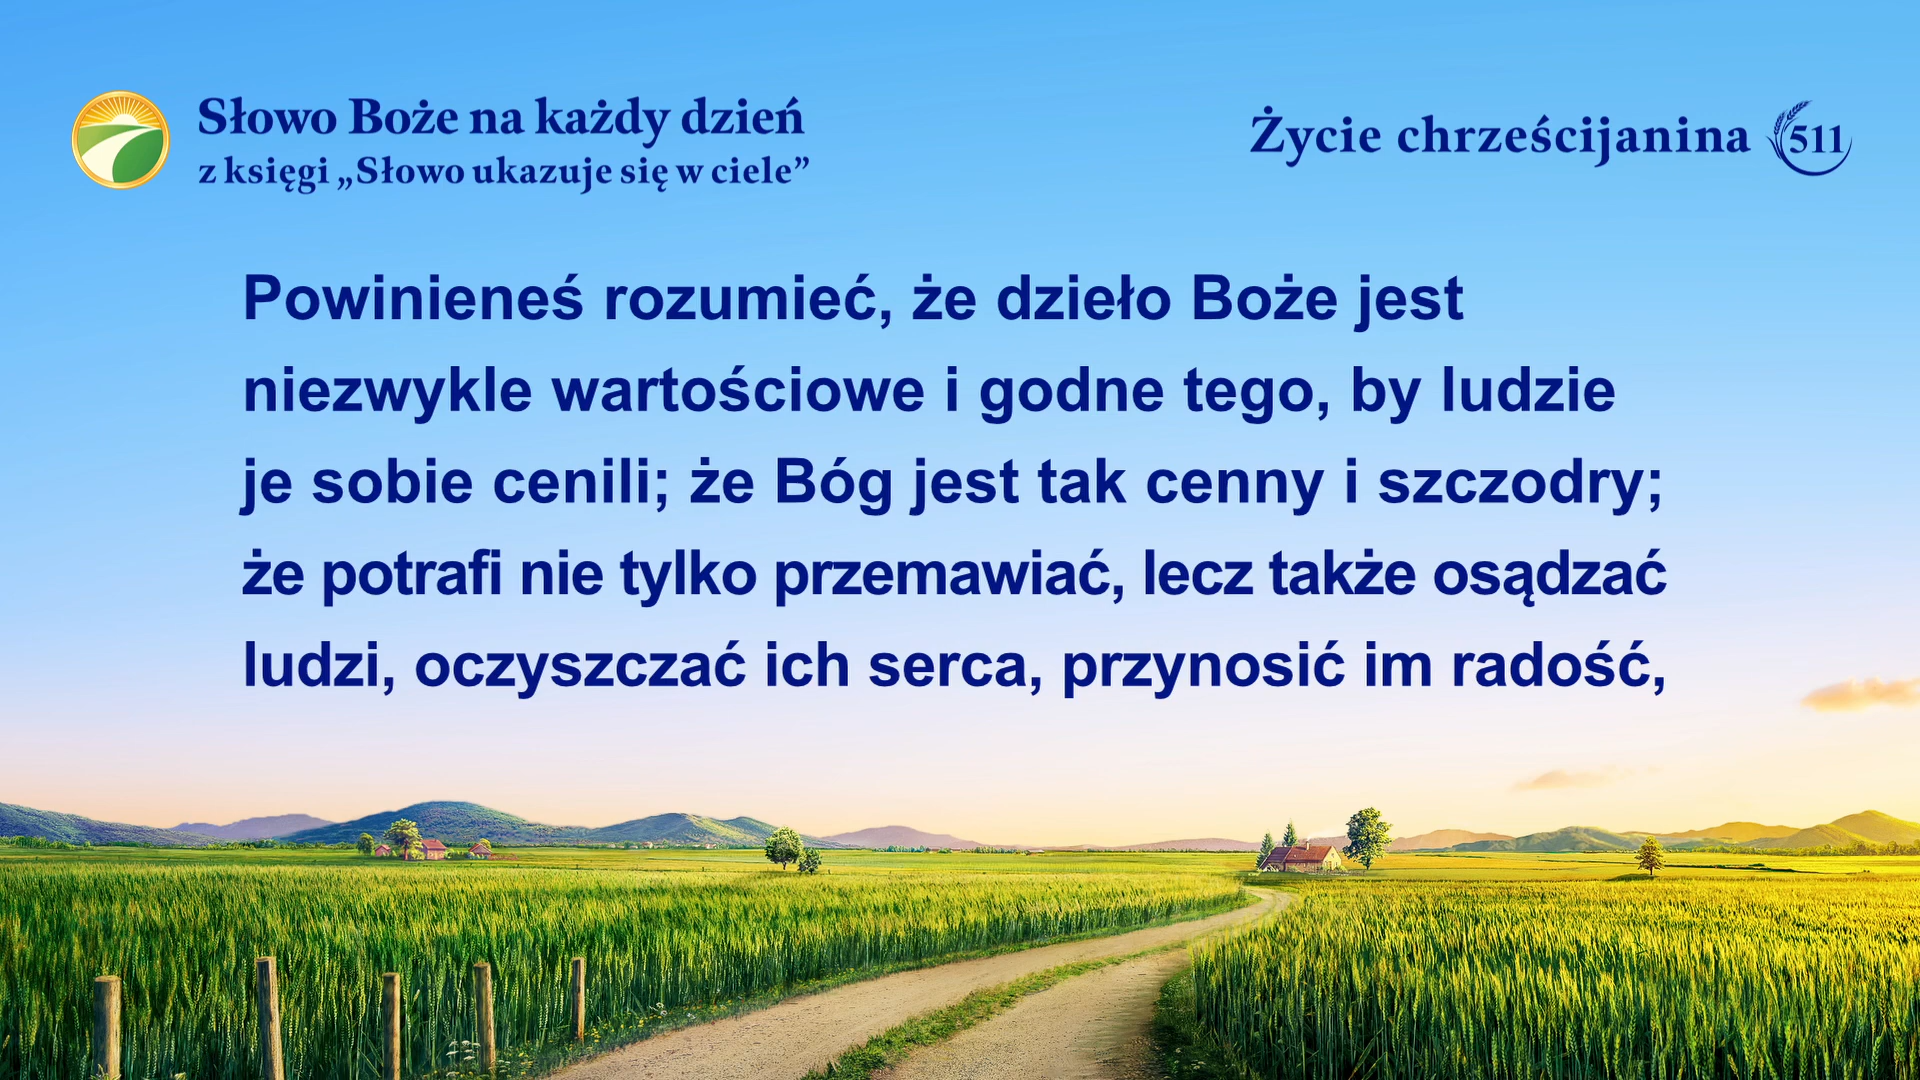 Słowo Boże na każdy dzień
z księgi „Słowo ukazuje się w ciele”
Życie chrześcijanina 511
Powinieneś rozumieć, że dzieło Boże jest
niezwykle wartościowe i godne tego, by ludzie
je sobie cenili; że Bóg jest tak cenny i szczodry;
że potrafi nie tylko przemawiać, lecz także osądzać
ludzi, oczyszczać ich serca, przynosić im radość,